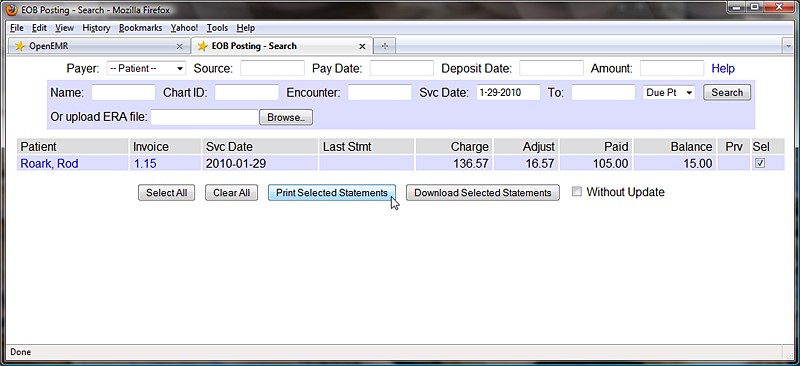 EOB Posting - Search - Mozilla Firefox
File Edit View History Bookmarks Yahoo! Tools Help
OpenEMR EOB Posting - Search
Payer: -- Patient -- Source: Pay Date: Deposit Date: Amount: Help
Name: Chart ID: Encounter: Svc Date: 1-29-2010 To: Due Pt Search
Or upload ERA file: Browse..
Patient Invoice Svc Date Last Stmt Charge Adjust Paid Balance Prv Sel
Roark, Rod 1.15 2010-01-29 136.57 16.57 105.00 15.00
Select All Clear All Print Selected Statements Download Selected Statements Without Update
Done